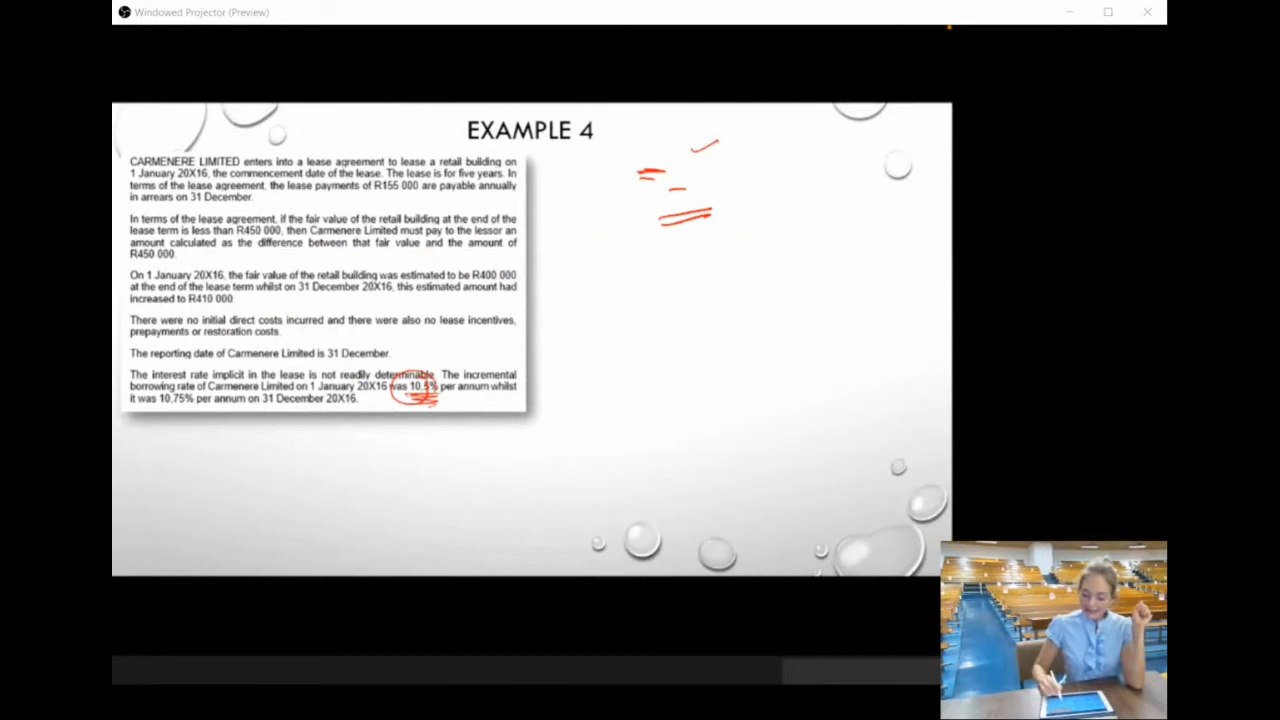 Windowed Projector (Preview)
EXAMPLE 4
CARMENERE LIMITED enters into a lease agreement to lease a retail building on
1 January 20X16, the commencement date of the lease. The lease is for five years. In
terms of the lease agreement, the lease payments of R155 000 are payable annually
in arrears on 31 December.
In terms of the lease agreement, if the fair value of the retail building at the end of the
lease term is less than R450 000, then Carmenere Limited must pay to the lessor an
amount calculated as the difference between that fair value and the amount of
R450 000.
On 1 January 20X16, the fair value of the retail building was estimated to be R400 000
at the end of the lease term whilst on 31 December 20X16, this estimated amount had
increased to R410 000.
There were no initial direct costs incurred and there were also no lease incentives,
prepayments or restoration costs.
The reporting date of Carmenere Limited is 31 December.
The interest rate implicit in the lease is not readily determinable. The incremental
borrowing rate of Carmenere Limited on 1 January 20X16 was 10.5% per annum whilst
it was 10.75% per annum on 31 December 20X16.